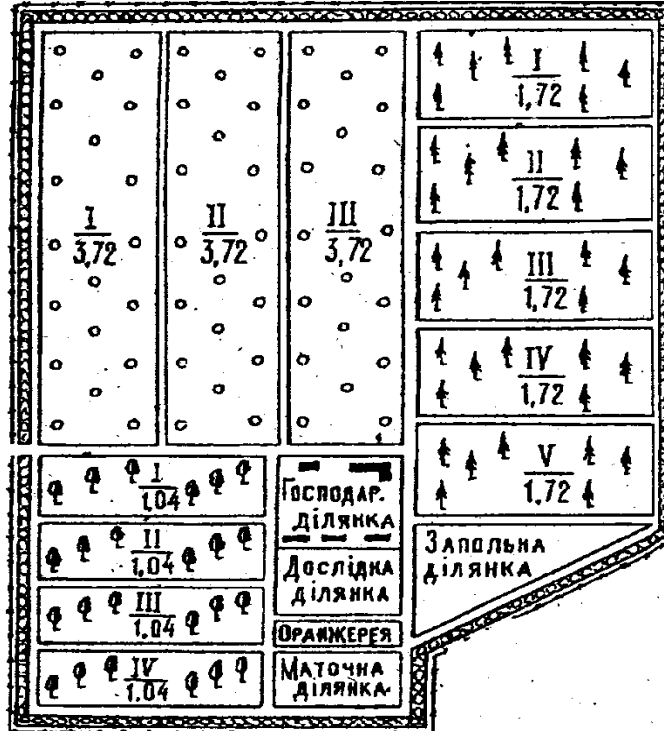 I
3,72
II
3,72
III
3,72
I
1,72
II
1,72
III
1,72
IV
1,72
V
1.72
I
1.04
II
1.04
III
1.04
IV
1.04
ГОСПОДАР.
ДІЛЯНКА
ДОСЛІДНА
ДІЛЯНКА
ОРАНЖЕРЕЯ
МАТОЧНА
ДІЛЯНКА
ЗАПОЛЬНА
ДІЛЯНКА